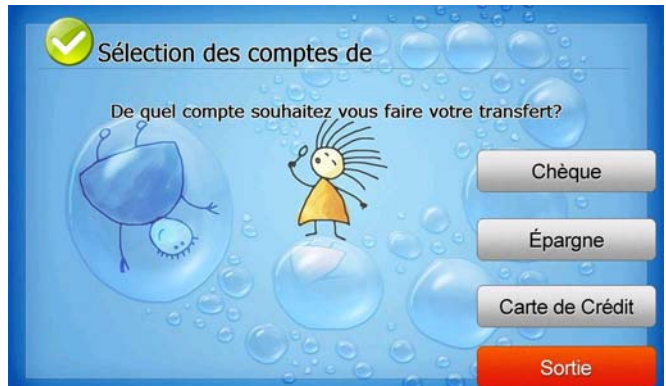 Sélection des comptes de
De quel compte souhaitez vous faire votre transfert?
Chèque
Épargne
Carte de Crédit
Sortie